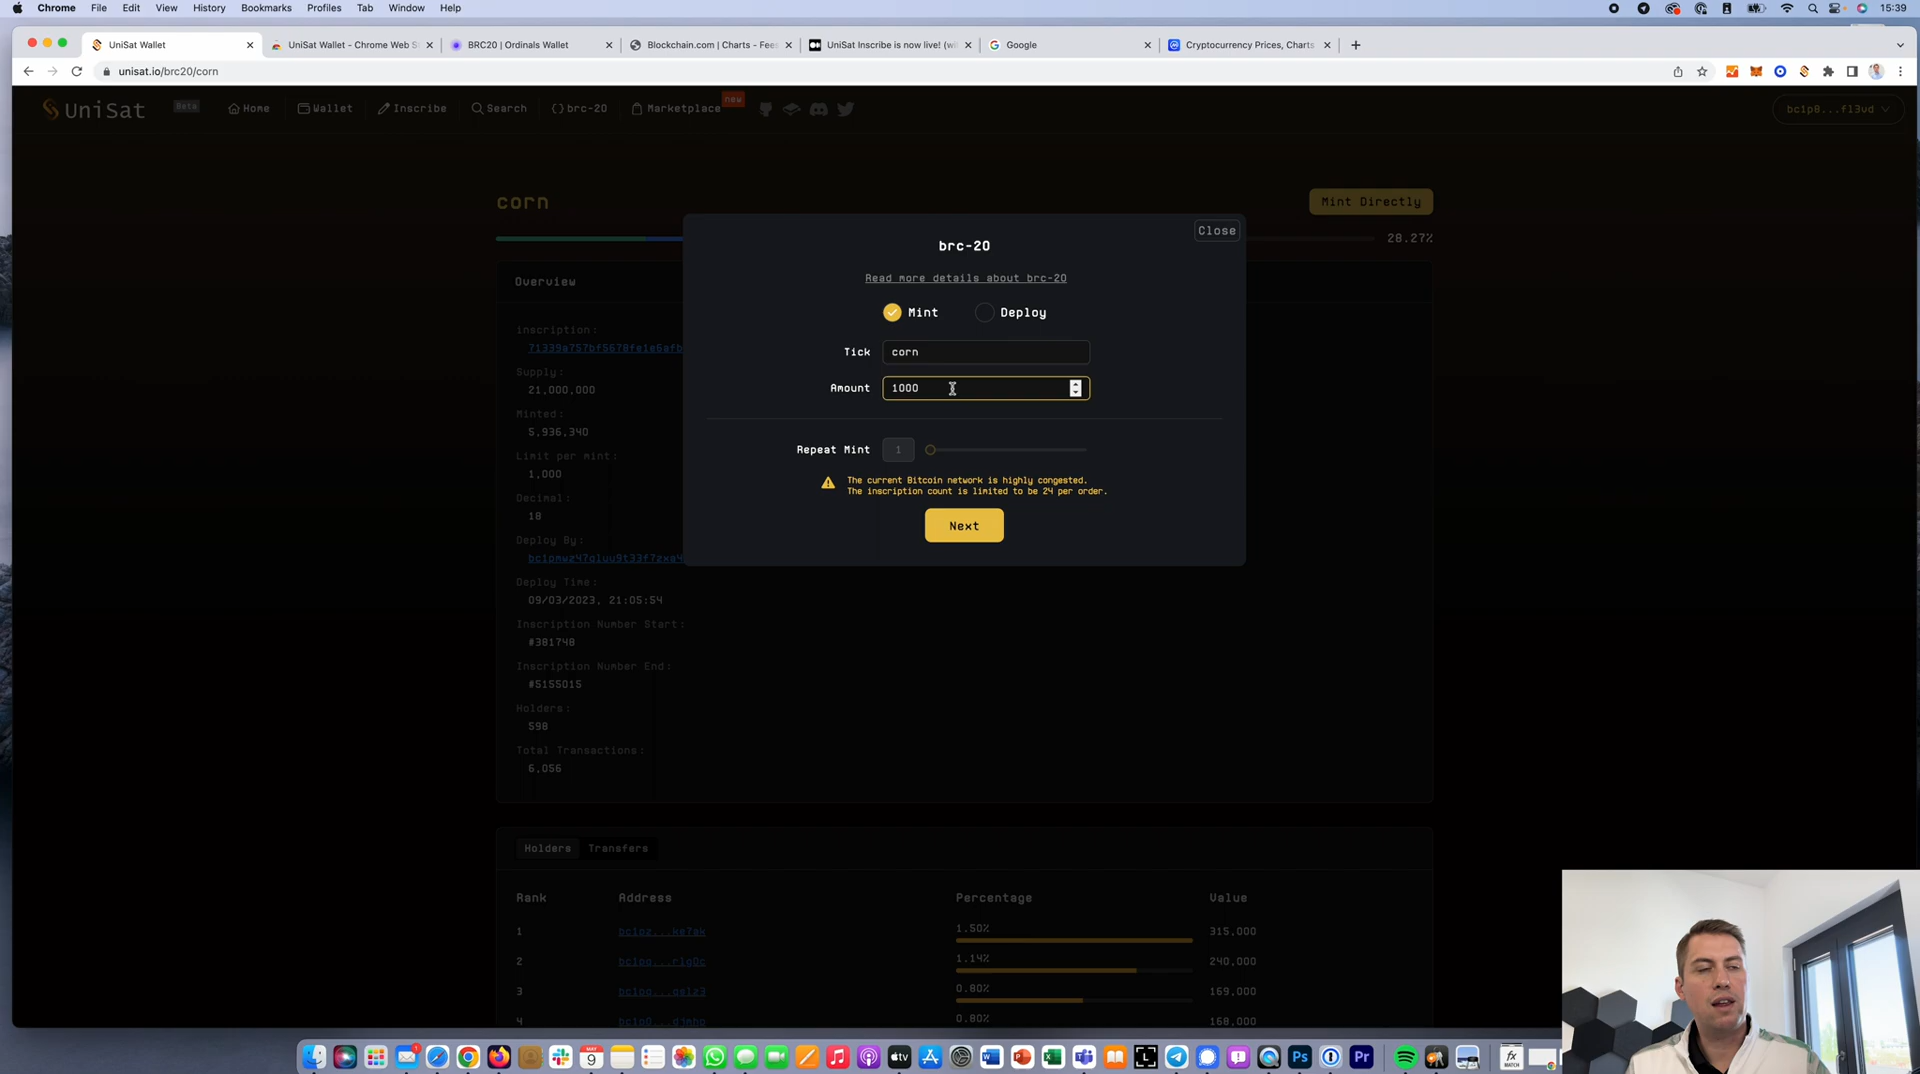 Chrome File Edit View History Bookmarks Profiles Tab Window Help 15:39
UniSat Wallet
UniSat Wallet - Chrome Web S
BRC20 | Ordinals Wallet
Blockchain.com | Charts - Fee
UniSat Inscribe is now live! (wi
Google
Cryptocurrency Prices, Charts
unisat.io/brc20/corn
UniSat Beta Home Wallet Inscribe Search brc-20 Marketplace new
bc1p8...fl3vd
corn
Mint Directly
28.27%
Close
brc-20
Read more details about brc-20
Mint Deploy
Tick corn
Amount 1000
Repeat Mint 1
The current Bitcoin network is highly congested.
The inscription count is limited to be 24 per order.
Next
Overview
inscription:
Supply:
21,000,000
Minted:
5,936,340
Limit per mint:
1,000
Decimal:
18
Deploy By:
Deploy Time:
09/03/2023, 21:05:54
Inscription Number Start:
#381748
Inscription Number End:
#5155015
Holders:
598
Total Transactions:
6,056
Holders Transfers
Rank Address Percentage Value
1 bc1pz...ke7ak 1.50% 315,000
2 1.14% 240,000
3 0.80% 169,000
4 0.80% 168,000
MAY
9